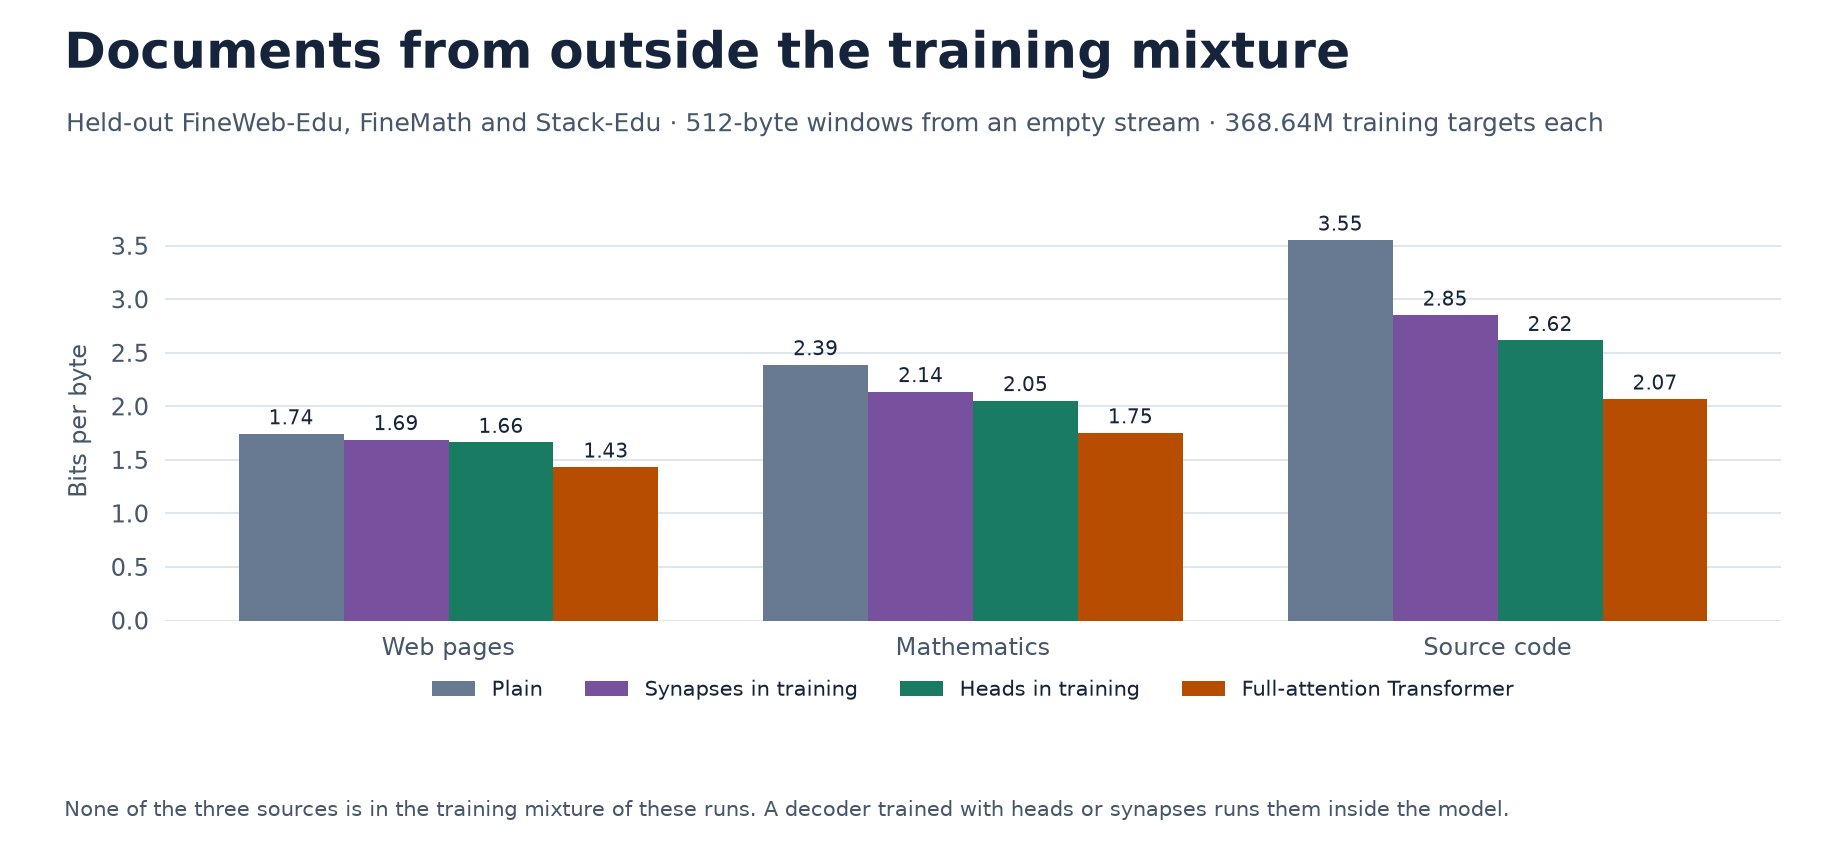 Documents from outside the training mixture
Held-out FineWeb-Edu, FineMath and Stack-Edu · 512-byte windows from an empty stream · 368.64M training targets each
Bits per byte
3.5
3.0
2.5
2.0
1.5
1.0
0.5
0.0
1.74
1.69
1.66
1.43
2.39
2.14
2.05
1.75
3.55
2.85
2.62
2.07
Web pages
Mathematics
Source code
Plain
Synapses in training
Heads in training
Full-attention Transformer
None of the three sources is in the training mixture of these runs. A decoder trained with heads or synapses runs them inside the model.